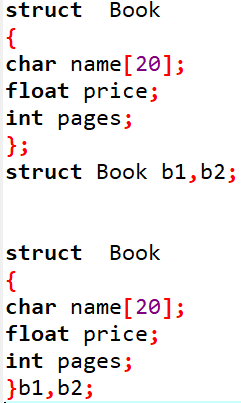 struct  Book
{
char name[20];
float price;
int pages;
};
struct Book b1,b2;
struct  Book
{
char name[20];
float price;
int pages;
}b1,b2;